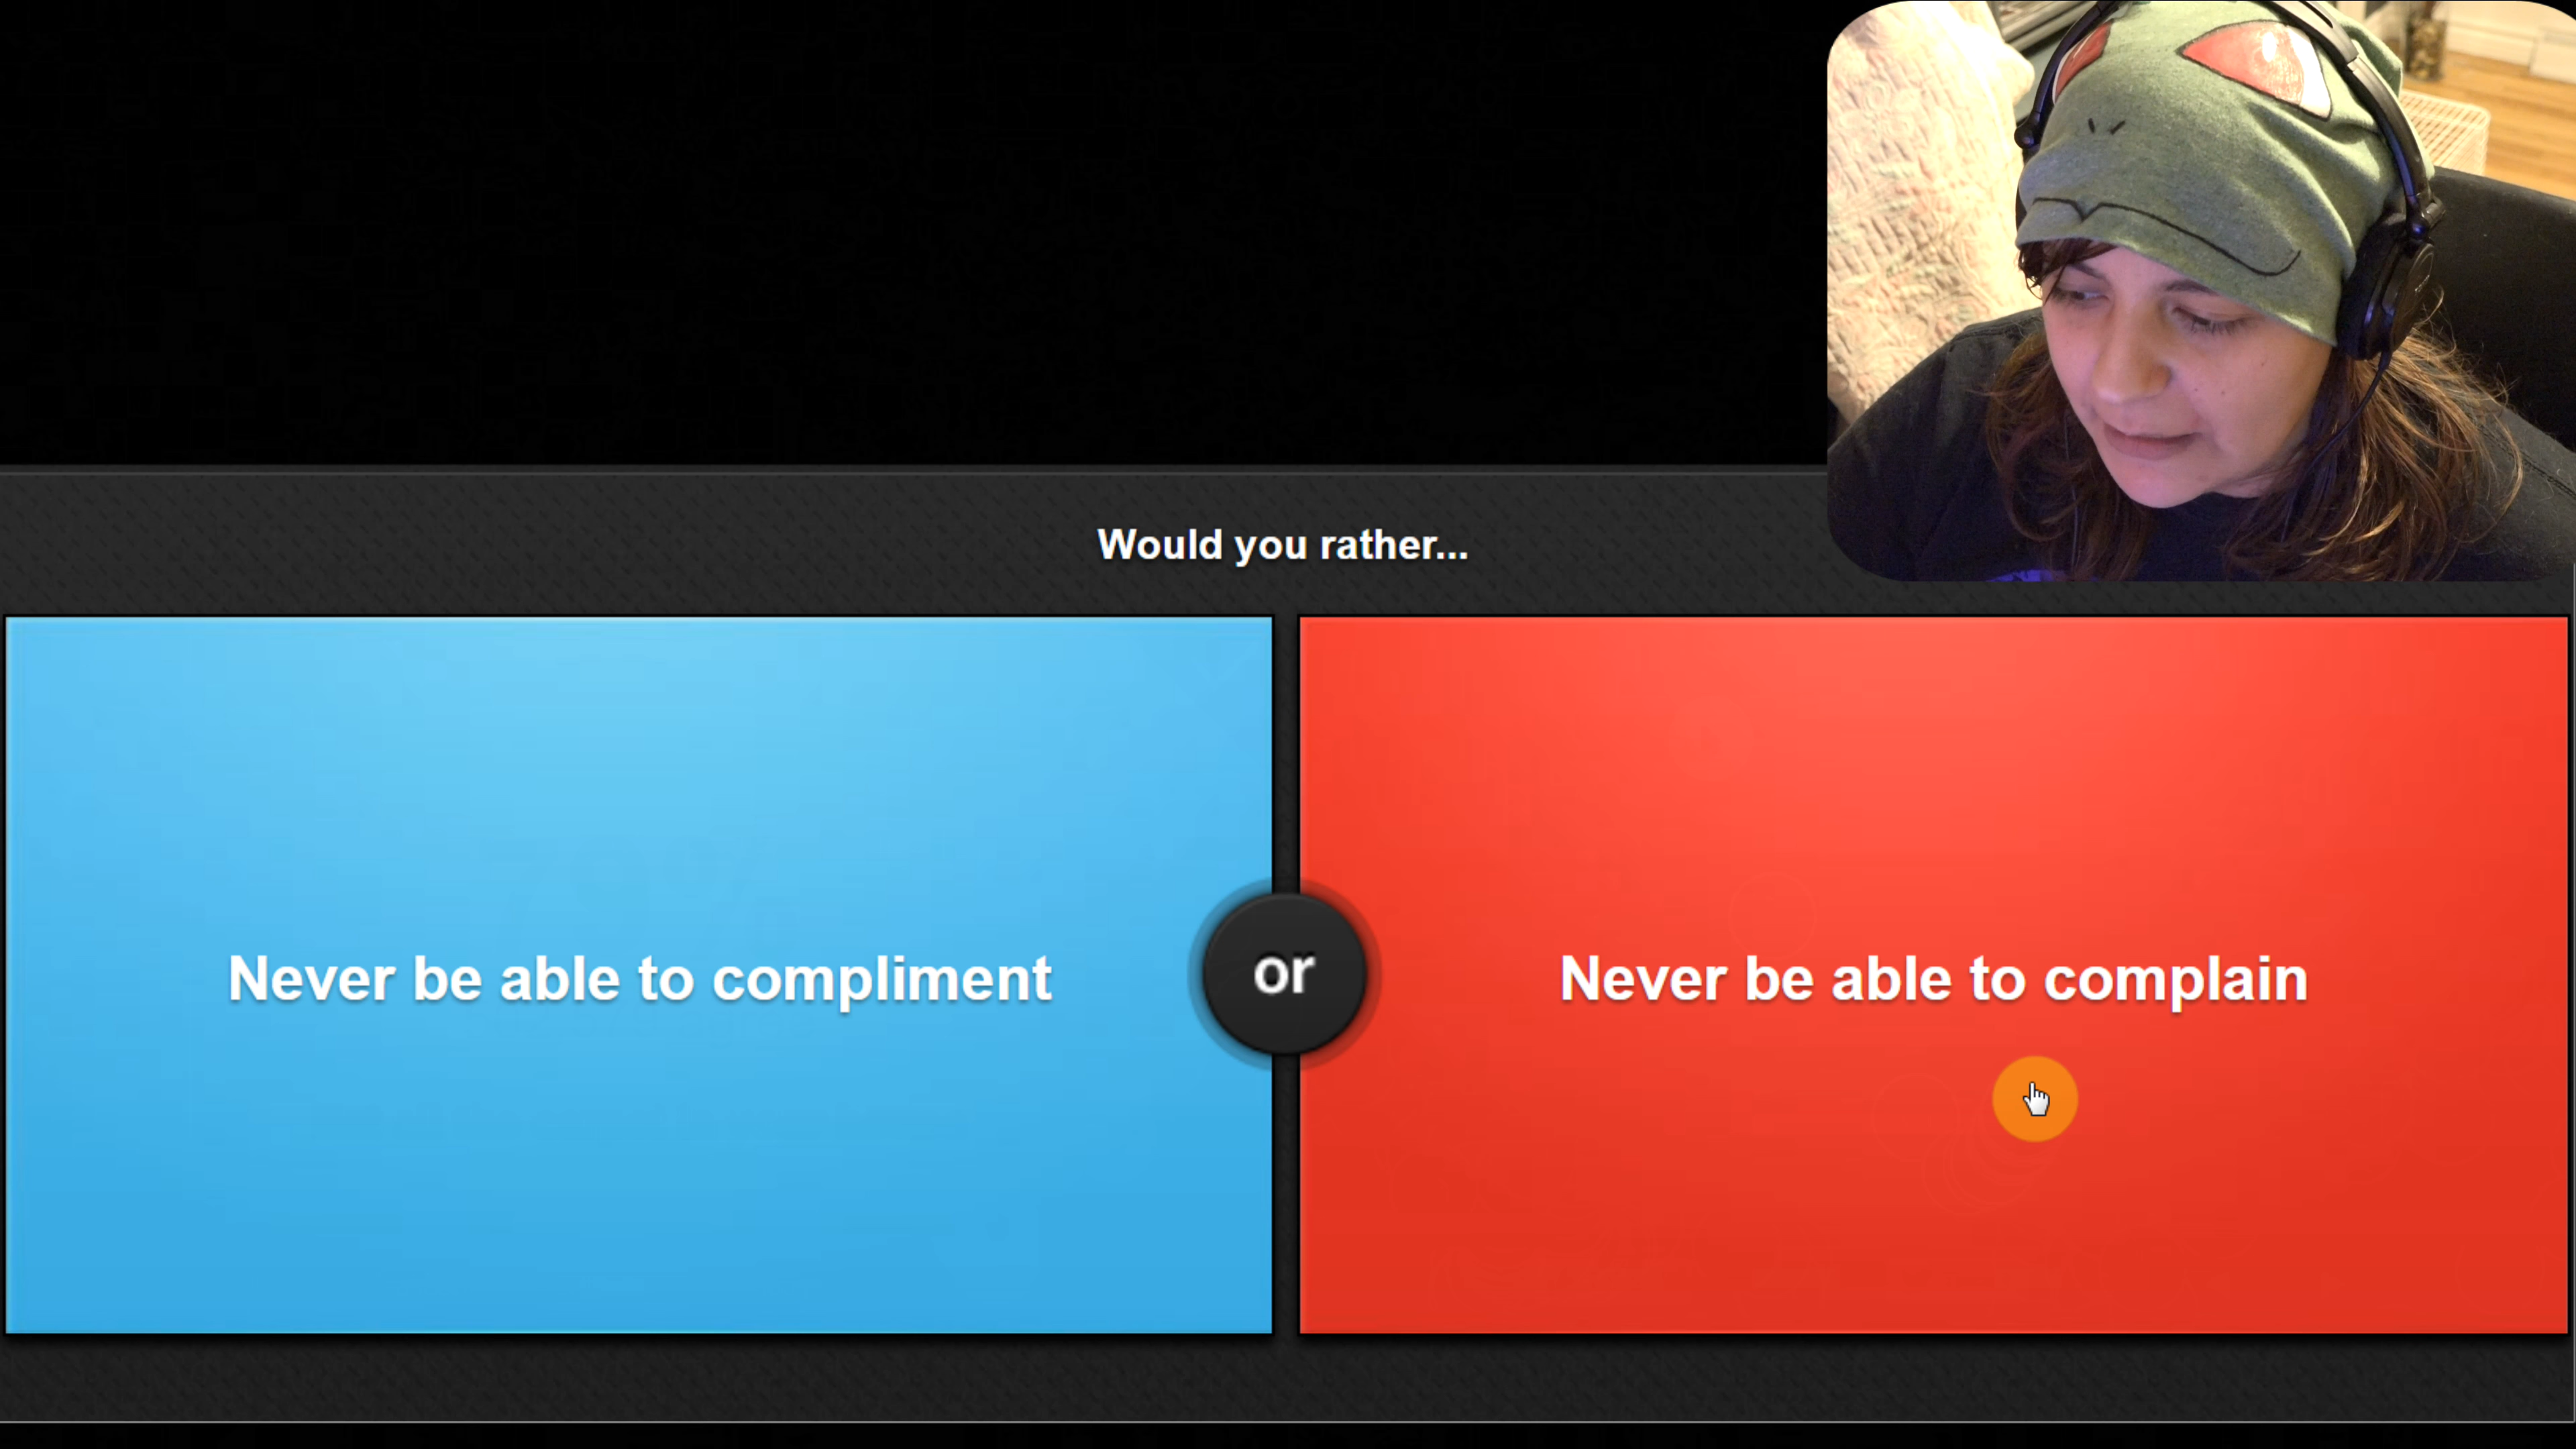 Would you rather...
Never be able to compliment
or
Never be able to complain